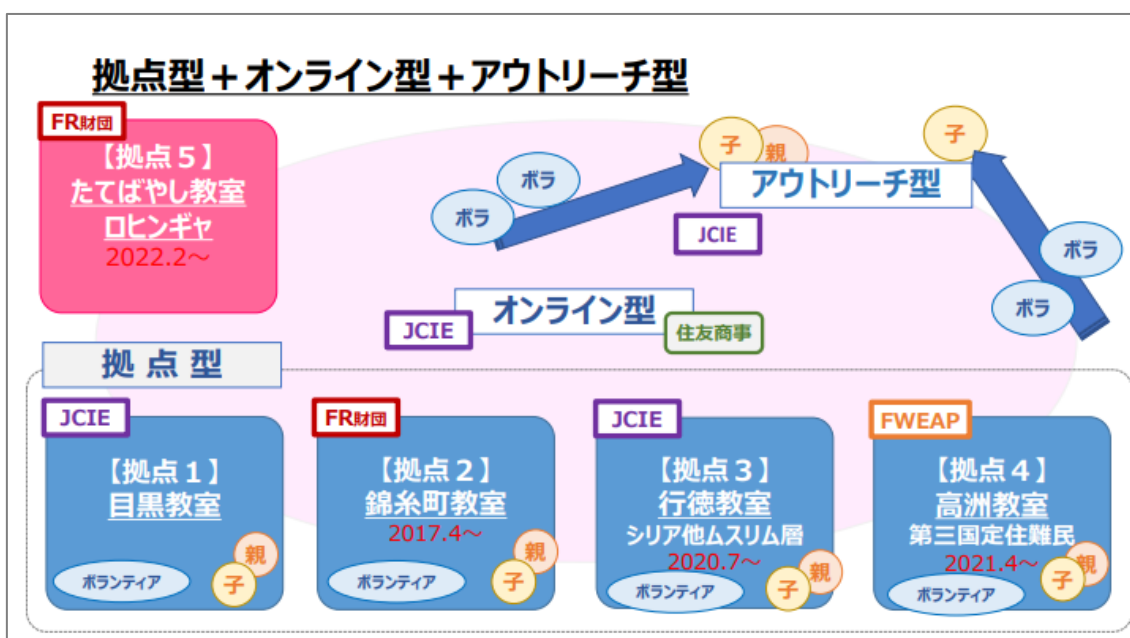 拠点型＋オンライン型＋アウトリーチ型
FR財団
【拠点５】
たてばやし教室
ロヒンギャ
2022.2～
ボラ
ボラ
子
親
アウトリーチ型
JCIE
子
ボラ
ボラ
オンライン型
JCIE
住友商事
拠 点 型
JCIE
【拠点１】
目黒教室
親
子
ボランティア
FR財団
【拠点２】
錦糸町教室
2017.4～
親
子
ボランティア
JCIE
【拠点３】
行徳教室
シリア他ムスリム層
2020.7～
親
子
ボランティア
FWEAP
【拠点４】
高洲教室
第三国定住難民
2021.4～
親
子
ボランティア